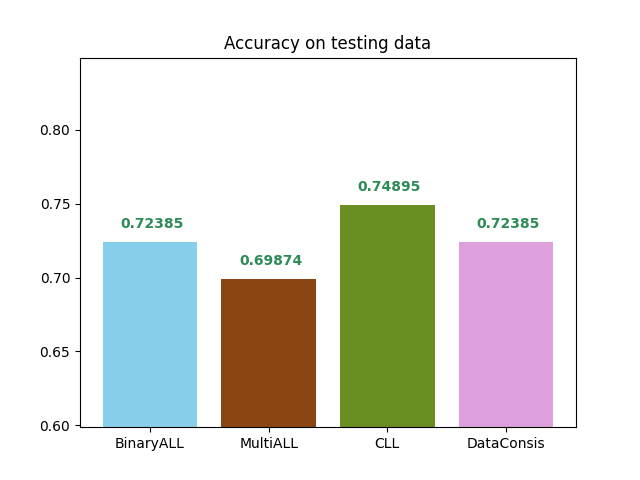 Accuracy on testing data
0.80
0.75
0.70
0.65
0.60
0.72385
0.69874
0.74895
0.72385
BinaryALL
MultiALL
CLL
DataConsis